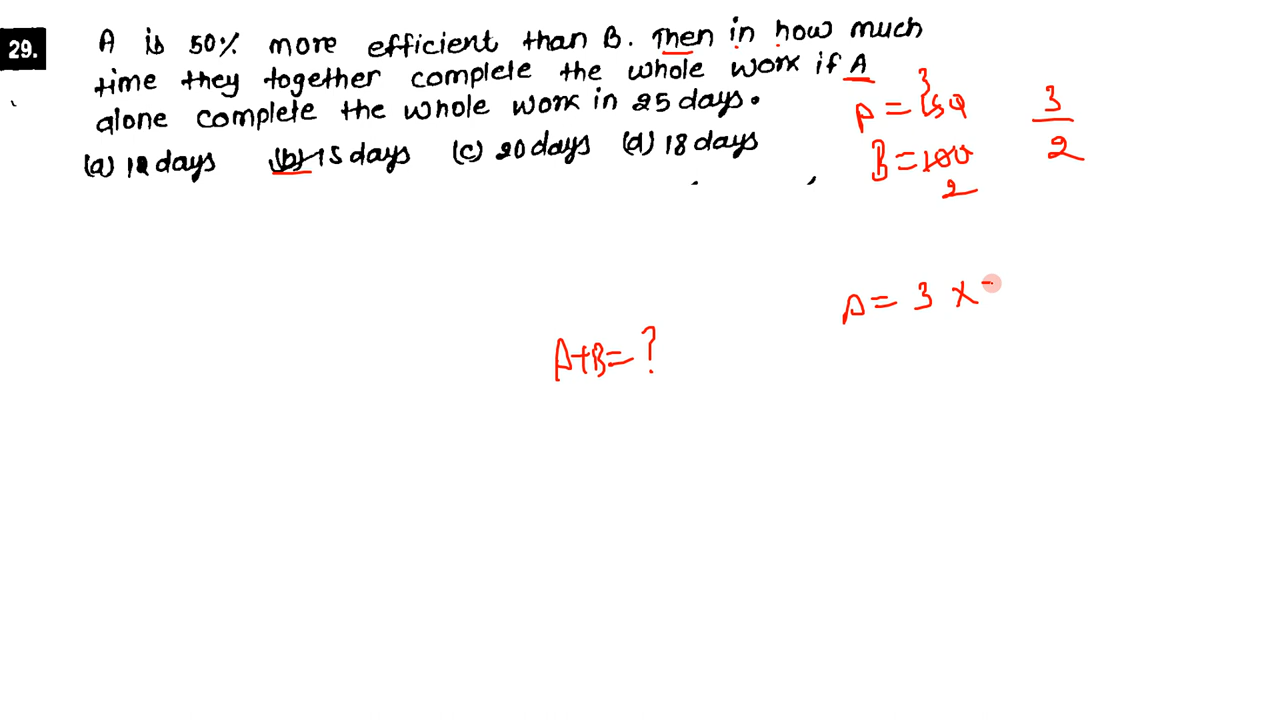 29.
A is 50% more efficient than B. Then in how much
time they together complete the whole work if A
alone complete the whole work in 25 days.
(a) 12 days (b) 15 days (c) 20 days (d) 18 days
3
A = 150
B = 100
2
3
2
A = 3 ×
A+B= ?